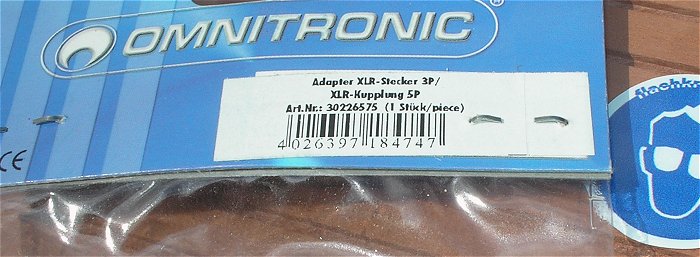 OMNITRONIC®
Adapter XLR-Stecker 3P/
XLR-Kupplung 5P
Art.Nr.: 30226575 (1 Stück/piece)
4 026397 184747
CE